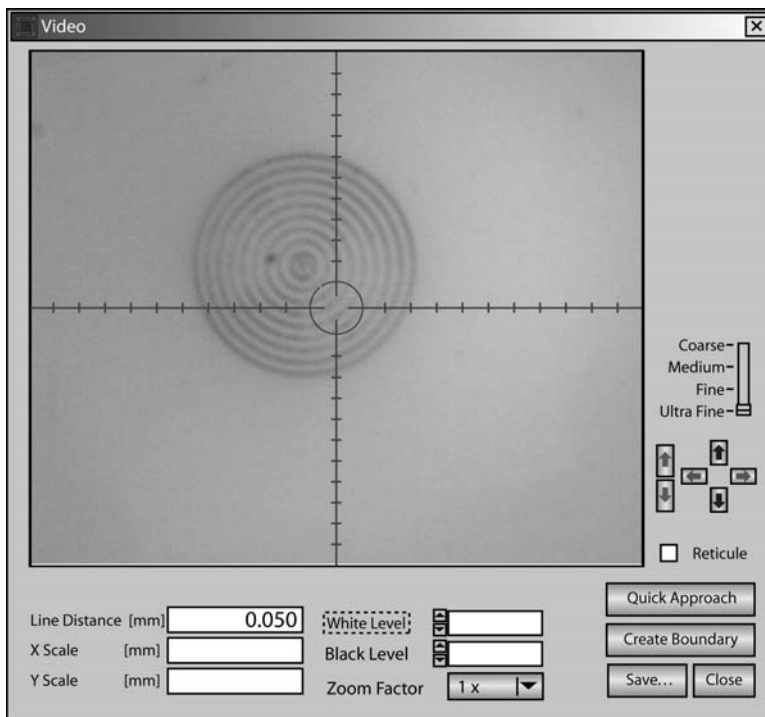 Video
Coarse
Medium
Fine
Ultra Fine
Reticule
Line Distance [mm] 0.050
X Scale [mm]
Y Scale [mm]
White Level
Black Level
Zoom Factor 1 x
Quick Approach
Create Boundary
Save... Close